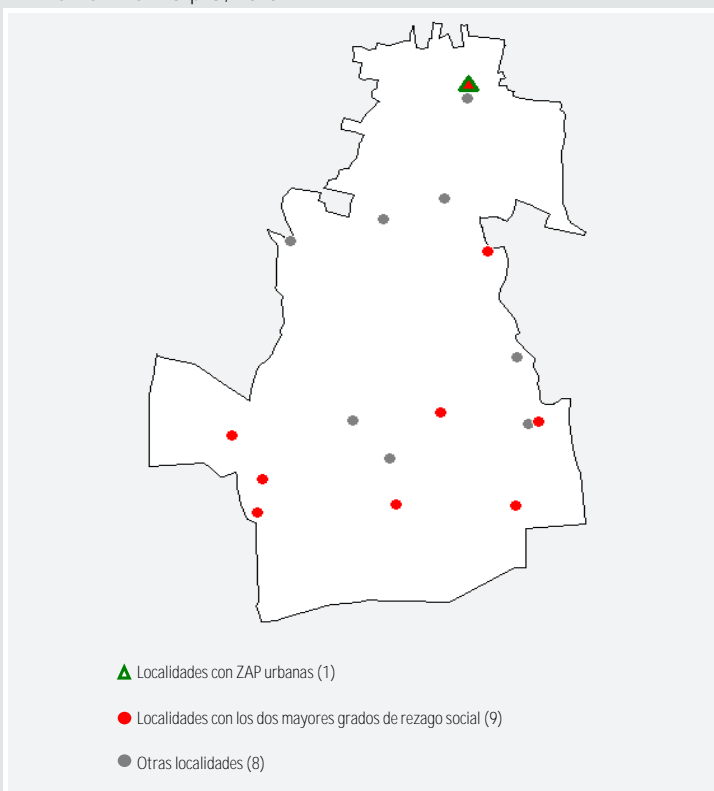 Localidades con ZAP urbanas (1)
Localidades con los dos mayores grados de rezago social (9)
Otras localidades (8)